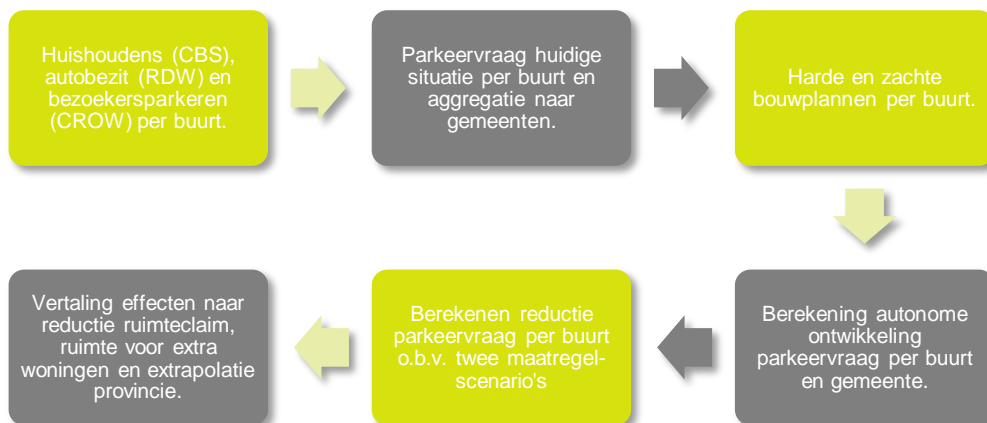 Huishoudens (CBS),
autobezit (RDW) en
bezoekersparkeren
(CROW) per buurt.
Parkeervraag huidige
situatie per buurt en
aggregatie naar
gemeenten.
Harde en zachte
bouwplannen per buurt.
Berekening autonome
ontwikkeling
parkeervraag per buurt
en gemeente.
Berekenen reductie
parkeervraag per buurt
o.b.v. twee maatregel-
scenario's
Vertaling effecten naar
reductie ruimteclaim,
ruimte voor extra
woningen en extrapolatie
provincie.